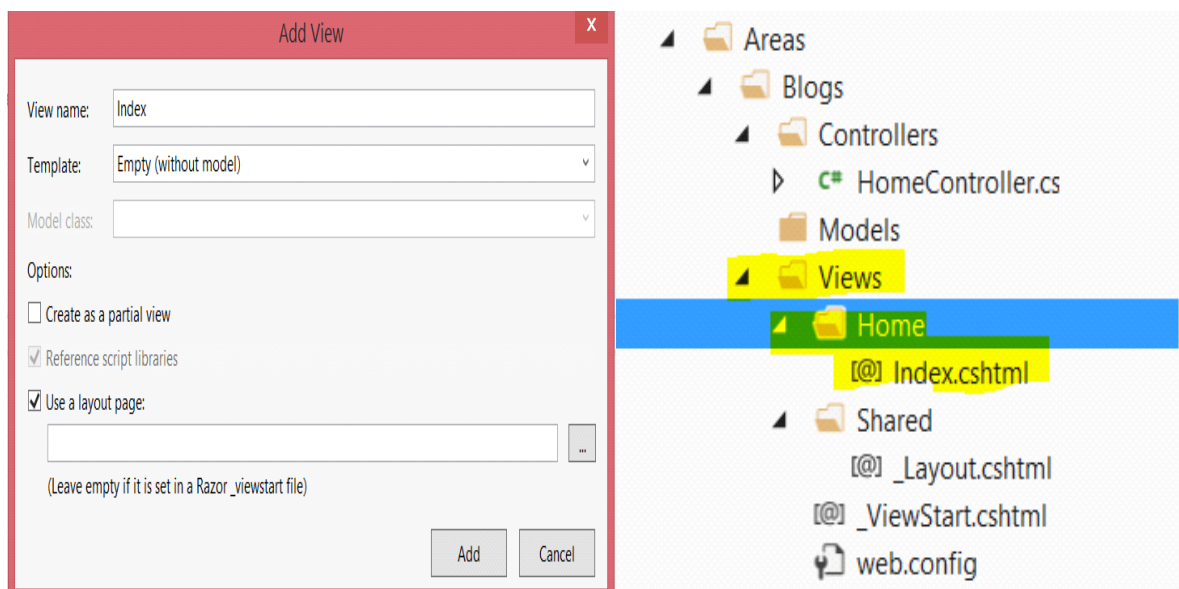 Add View
X
View name: Index
Template: Empty (without model)
Model class:
Options:
Create as a partial view
Reference script libraries
Use a layout page:
...
(Leave empty if it is set in a Razor _viewstart file)
Add Cancel
Areas
Blogs
Controllers
C# HomeController.cs
Models
Views
Home
[@] Index.cshtml
Shared
[@] _Layout.cshtml
[@] _ViewStart.cshtml
web.config